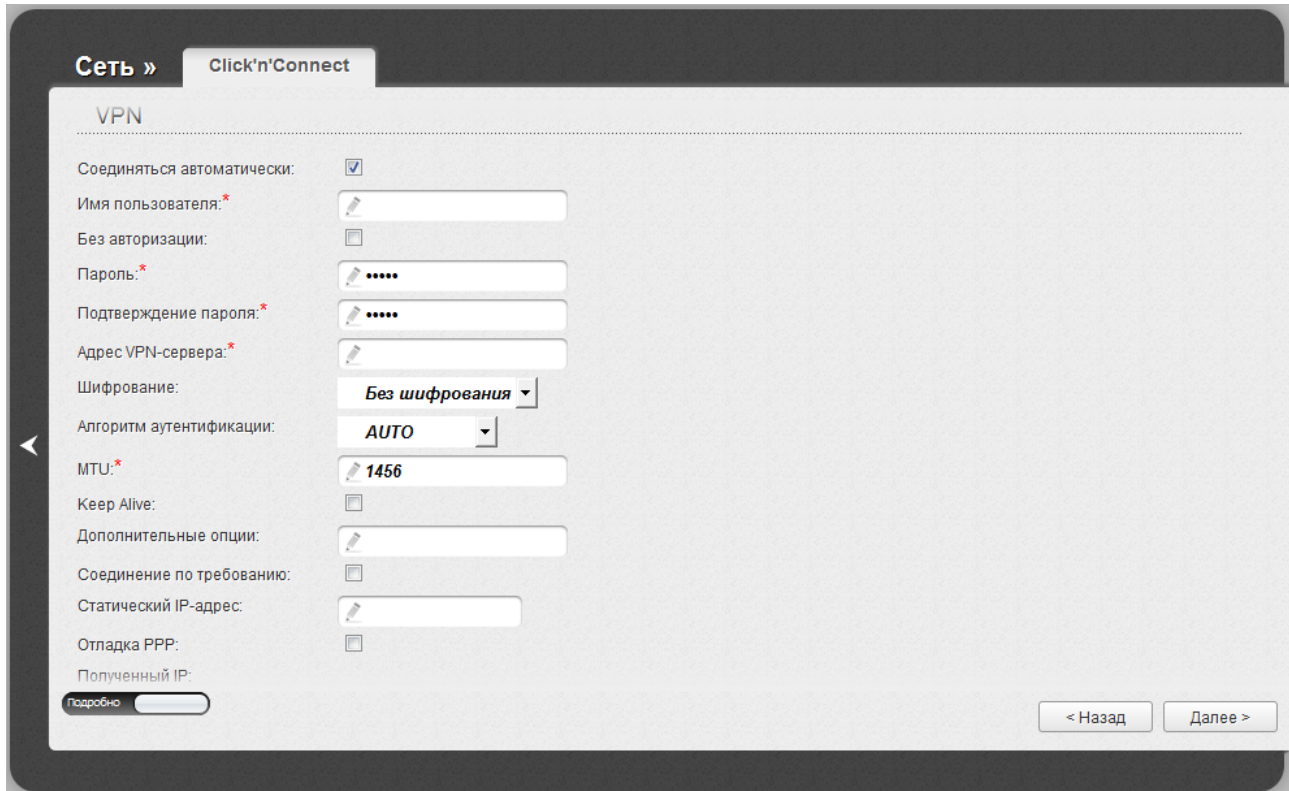 Сеть »
Click'n'Connect
VPN
Соединяться автоматически:
Имя пользователя:*
Без авторизации:
Пароль:* •••••
Подтверждение пароля:* •••••
Адрес VPN-сервера:*
Шифрование: Без шифрования
Алгоритм аутентификации: AUTO
MTU:* 1456
Keep Alive:
Дополнительные опции:
Соединение по требованию:
Статический IP-адрес:
Отладка PPP:
Полученный IP:
Подробно
< Назад
Далее >